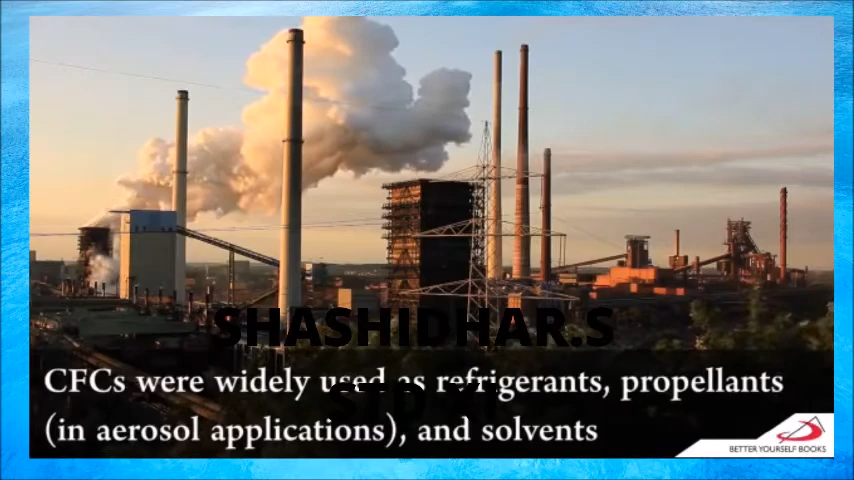 SHASHIDHAR.S
CFCs were widely used as refrigerants, propellants
(in aerosol applications), and solvents
BETTER YOURSELF BOOKS